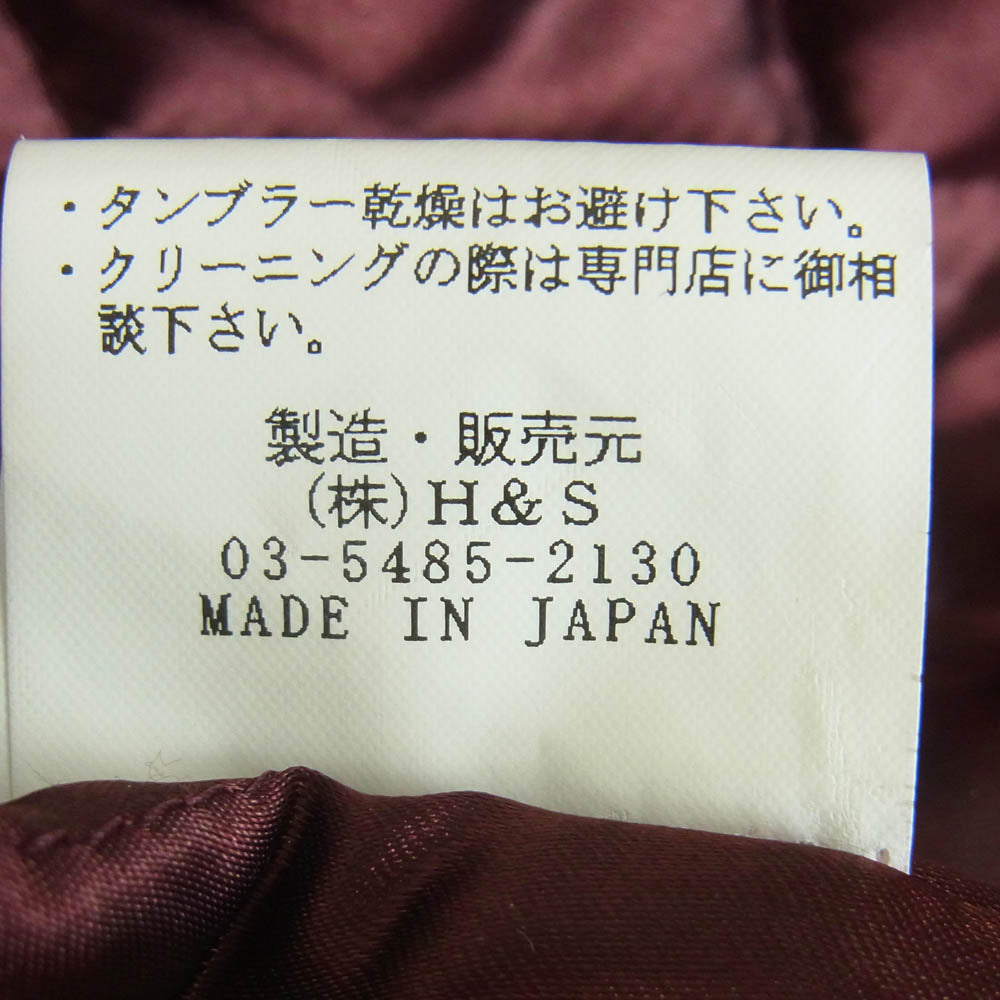 ・タンブラー乾燥はお避け下さい。
・クリーニングの際は専門店に御相
談下さい。
製造・販売元
(株)H&S
03-5485-2130
MADE IN JAPAN